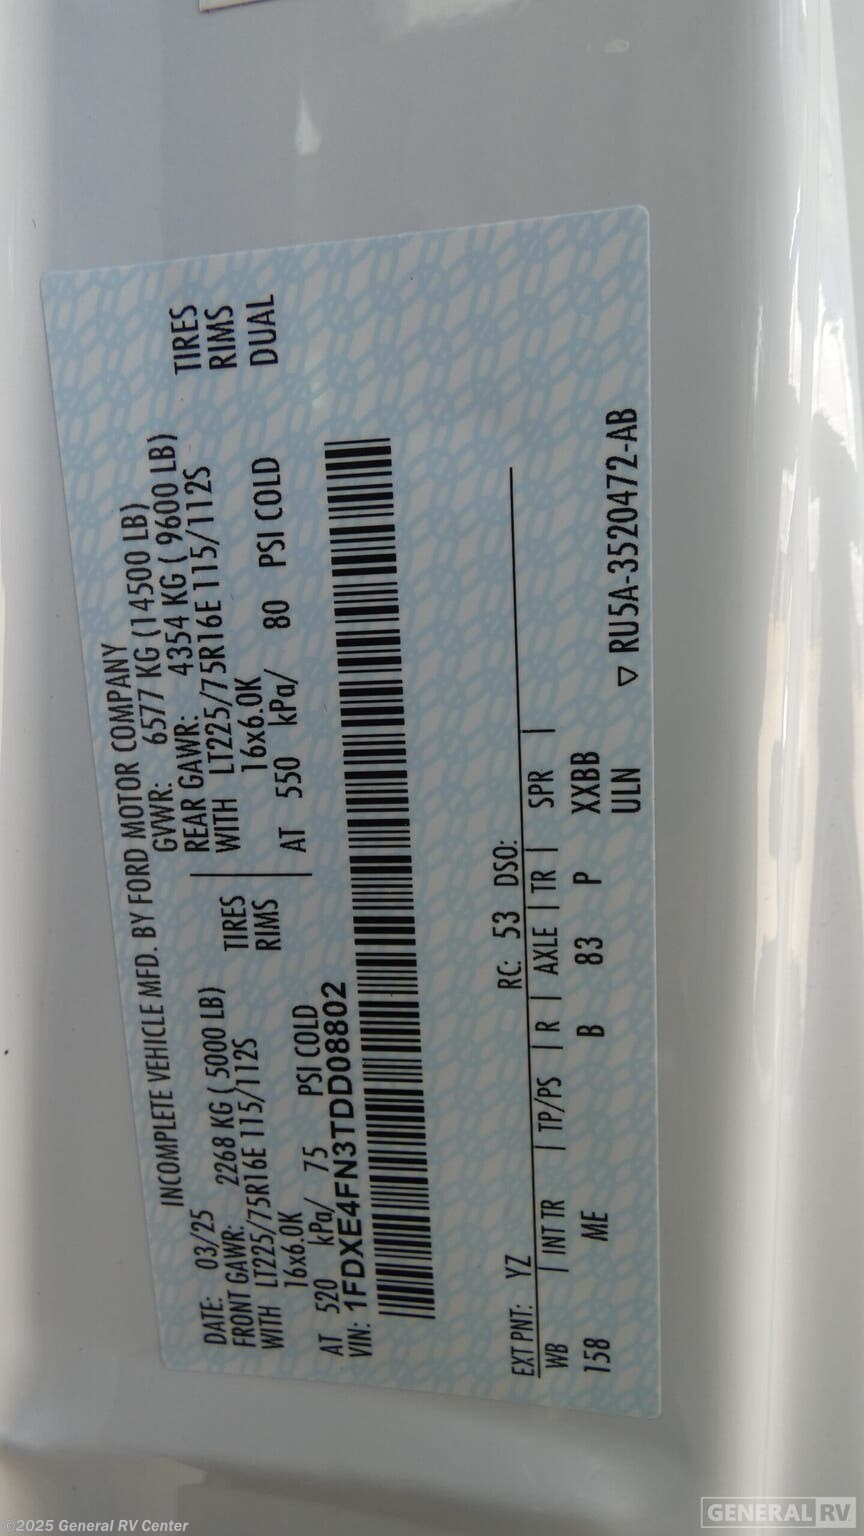 INCOMPLETE VEHICLE MFD. BY FORD MOTOR COMPANY
DATE: 03/25 GVWR: 6577 KG (14500 LB)
FRONT GAWR: 2268 KG ( 5000 LB) REAR GAWR: 4354 KG ( 9600 LB)
WITH LT225/75R16E 115/112S TIRES WITH LT225/75R16E 115/112S TIRES
16x6.0K RIMS 16x6.0K RIMS
AT 520 kPa/ 75 PSI COLD AT 550 kPa/ 80 PSI COLD DUAL
VIN: 1FDXE4FN3TDD08802
EXT PNT: YZ RC: 53 DSO:
WB INT TR TP/PS R AXLE TR SPR
158 ME B 83 P XXBB
ULN
▽ RU5A-3520472-AB
©2025 General RV Center
GENERAL RV